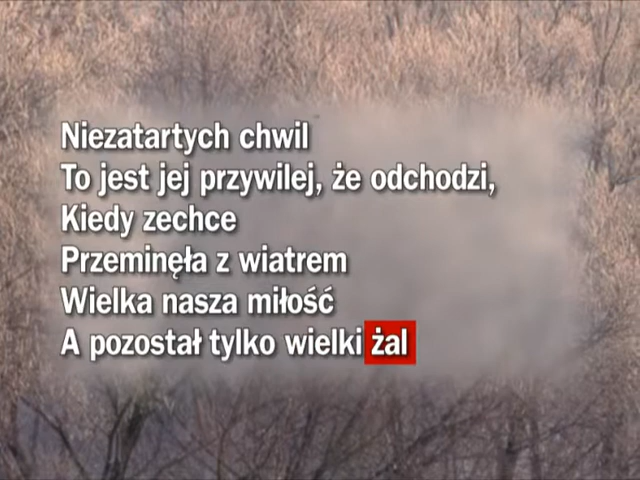 Niezatartych chwil
To jest jej przywilej, że odchodzi,
Kiedy zechce
Przeminęła z wiatrem
Wielka nasza miłość
A pozostał tylko wielki żal